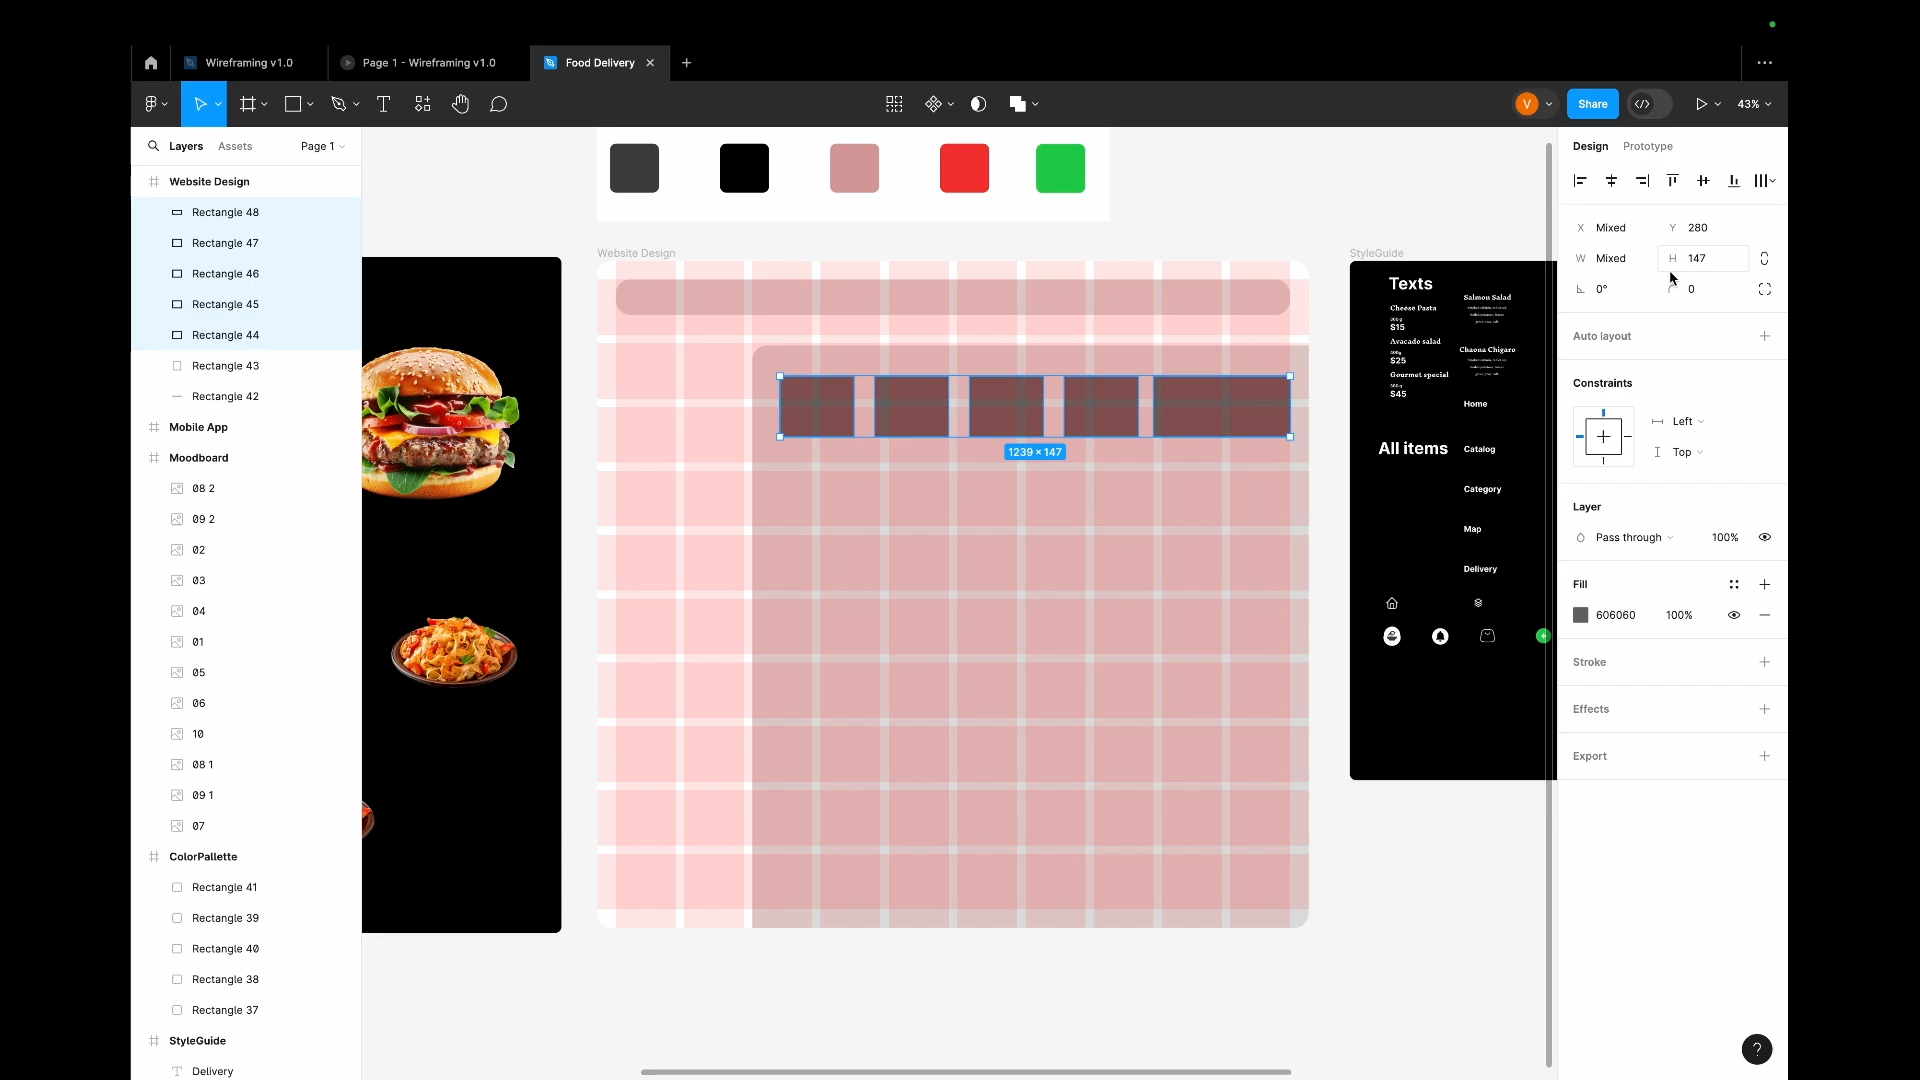 Wireframing v1.0
Page 1 - Wireframing v1.0
Food Delivery
V
Share
43%
Layers
Assets
Page 1
Website Design
Rectangle 48
Rectangle 47
Rectangle 46
Rectangle 45
Rectangle 44
Rectangle 43
Rectangle 42
Mobile App
Moodboard
08 2
09 2
02
03
04
01
05
06
10
08 1
09 1
07
ColorPallette
Rectangle 41
Rectangle 39
Rectangle 40
Rectangle 38
Rectangle 37
StyleGuide
Delivery
Website Design
1239 × 147
StyleGuide
Texts
Cheese Pasta
$15
Avacado salad
$25
Gourmet special
$45
Salmon Salad
Chaona Chigaro
Home
All items
Catalog
Category
Map
Delivery
Design
Prototype
X Mixed
Y 280
W Mixed
H 147
0°
0
Auto layout
Constraints
Left
Top
Layer
Pass through
100%
Fill
606060
100%
Stroke
Effects
Export
?